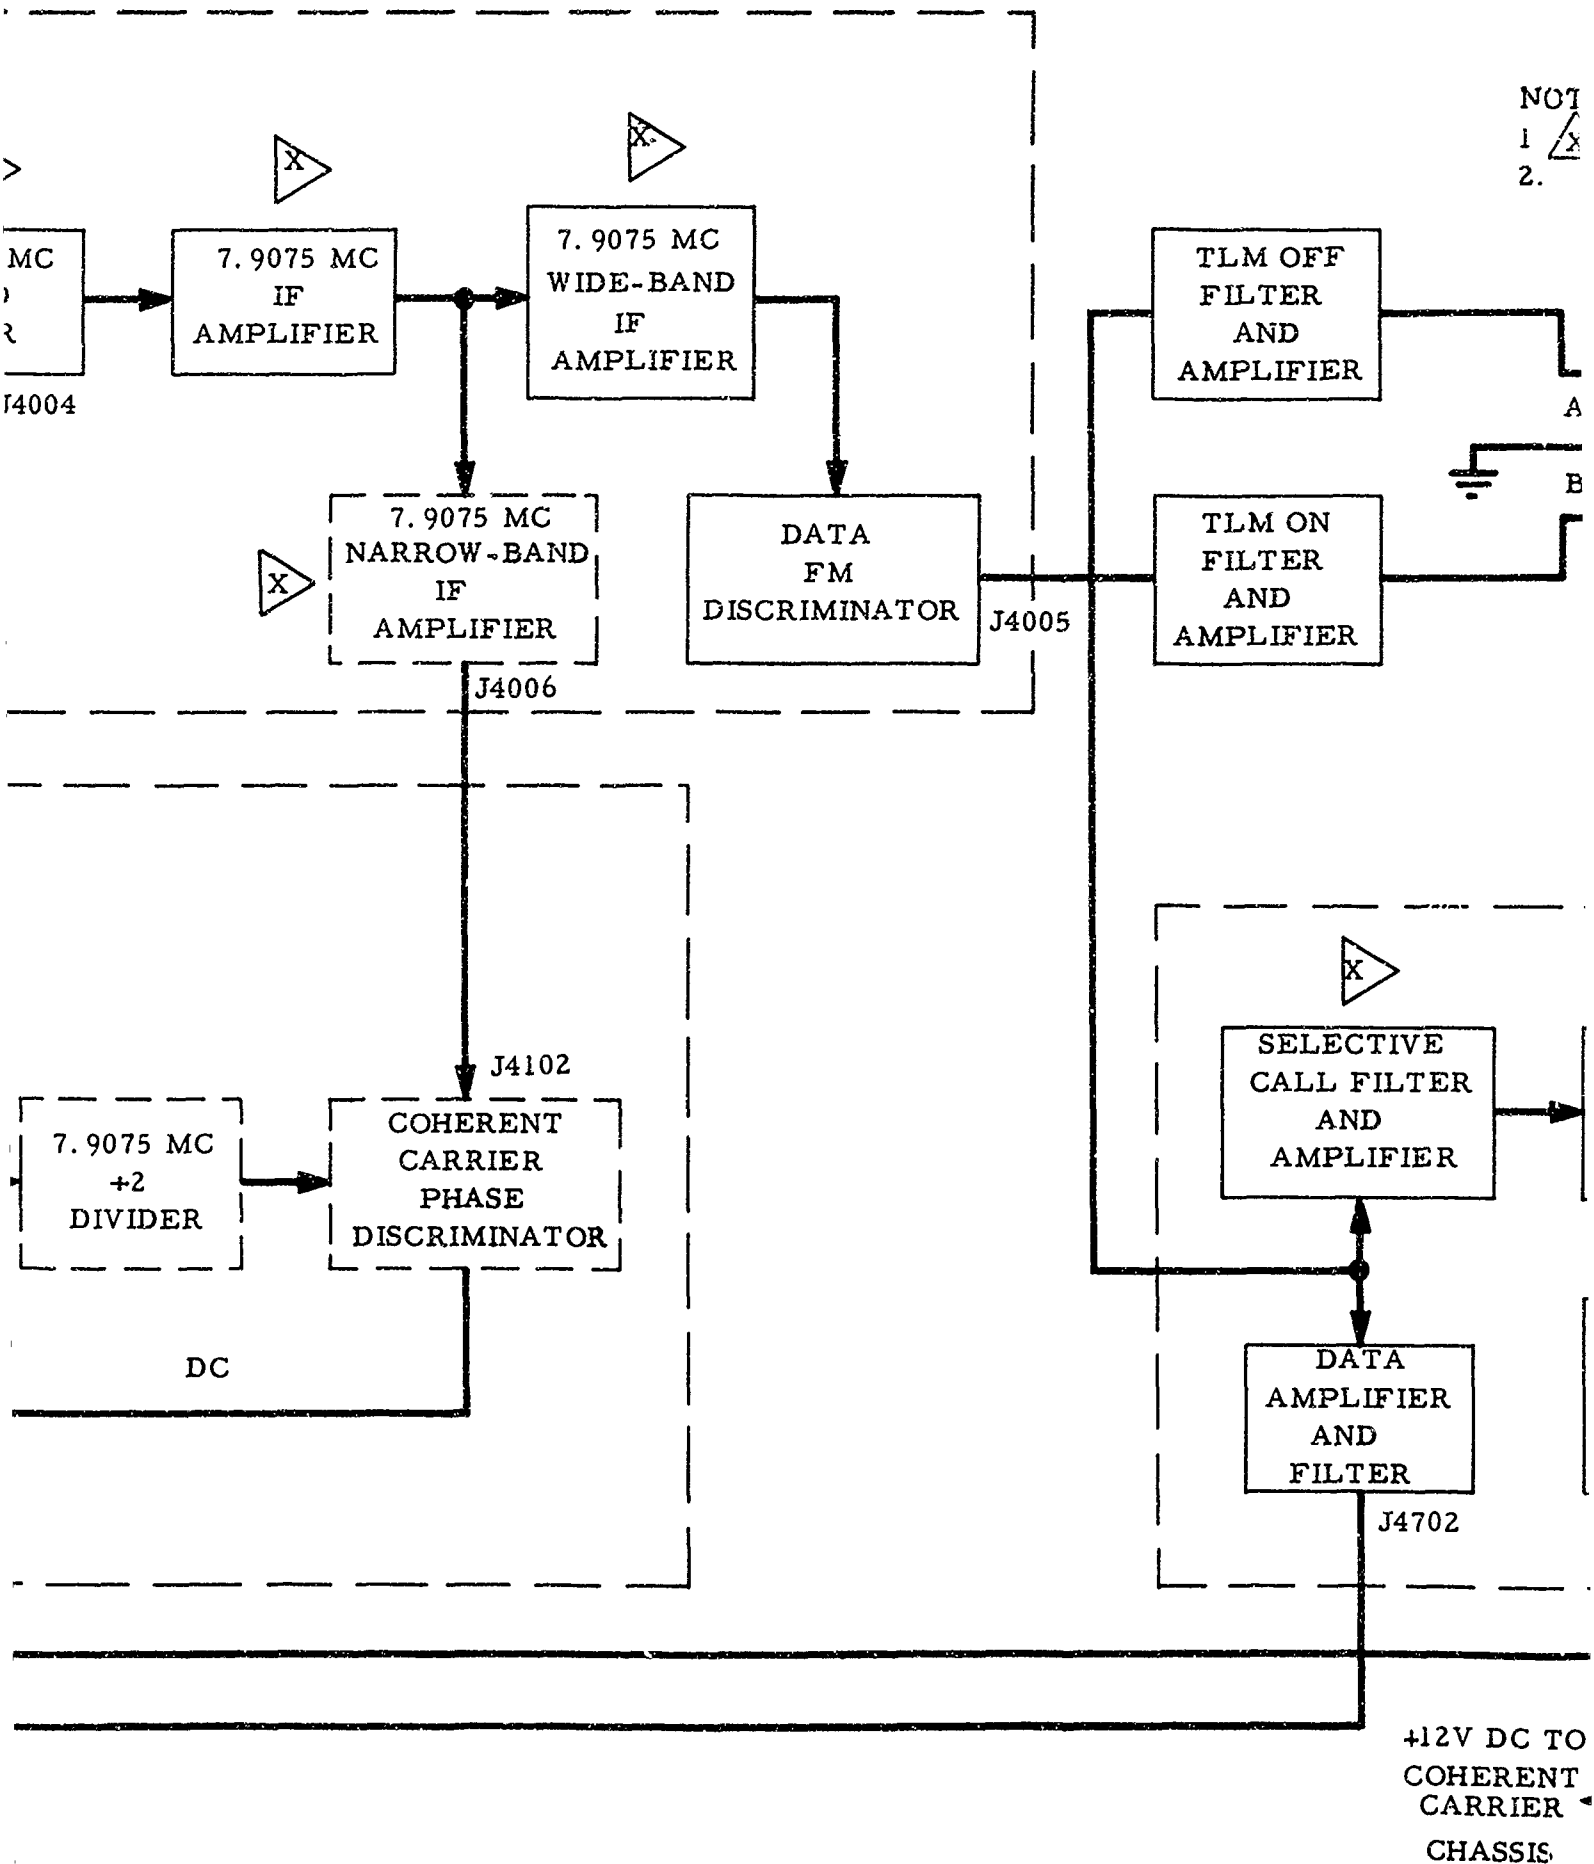 NOT
1 X
2.
X
X
MC
R
J4004
7.9075 MC
IF
AMPLIFIER
7.9075 MC
WIDE-BAND
IF
AMPLIFIER
TLM OFF
FILTER
AND
AMPLIFIER
A
B
X
7.9075 MC
NARROW-BAND
IF
AMPLIFIER
J4006
DATA
FM
DISCRIMINATOR
J4005
TLM ON
FILTER
AND
AMPLIFIER
X
SELECTIVE
CALL FILTER
AND
AMPLIFIER
J4102
7.9075 MC
+2
DIVIDER
COHERENT
CARRIER
PHASE
DISCRIMINATOR
DC
DATA
AMPLIFIER
AND
FILTER
J4702
+12V DC TO
COHERENT
CARRIER
CHASSIS